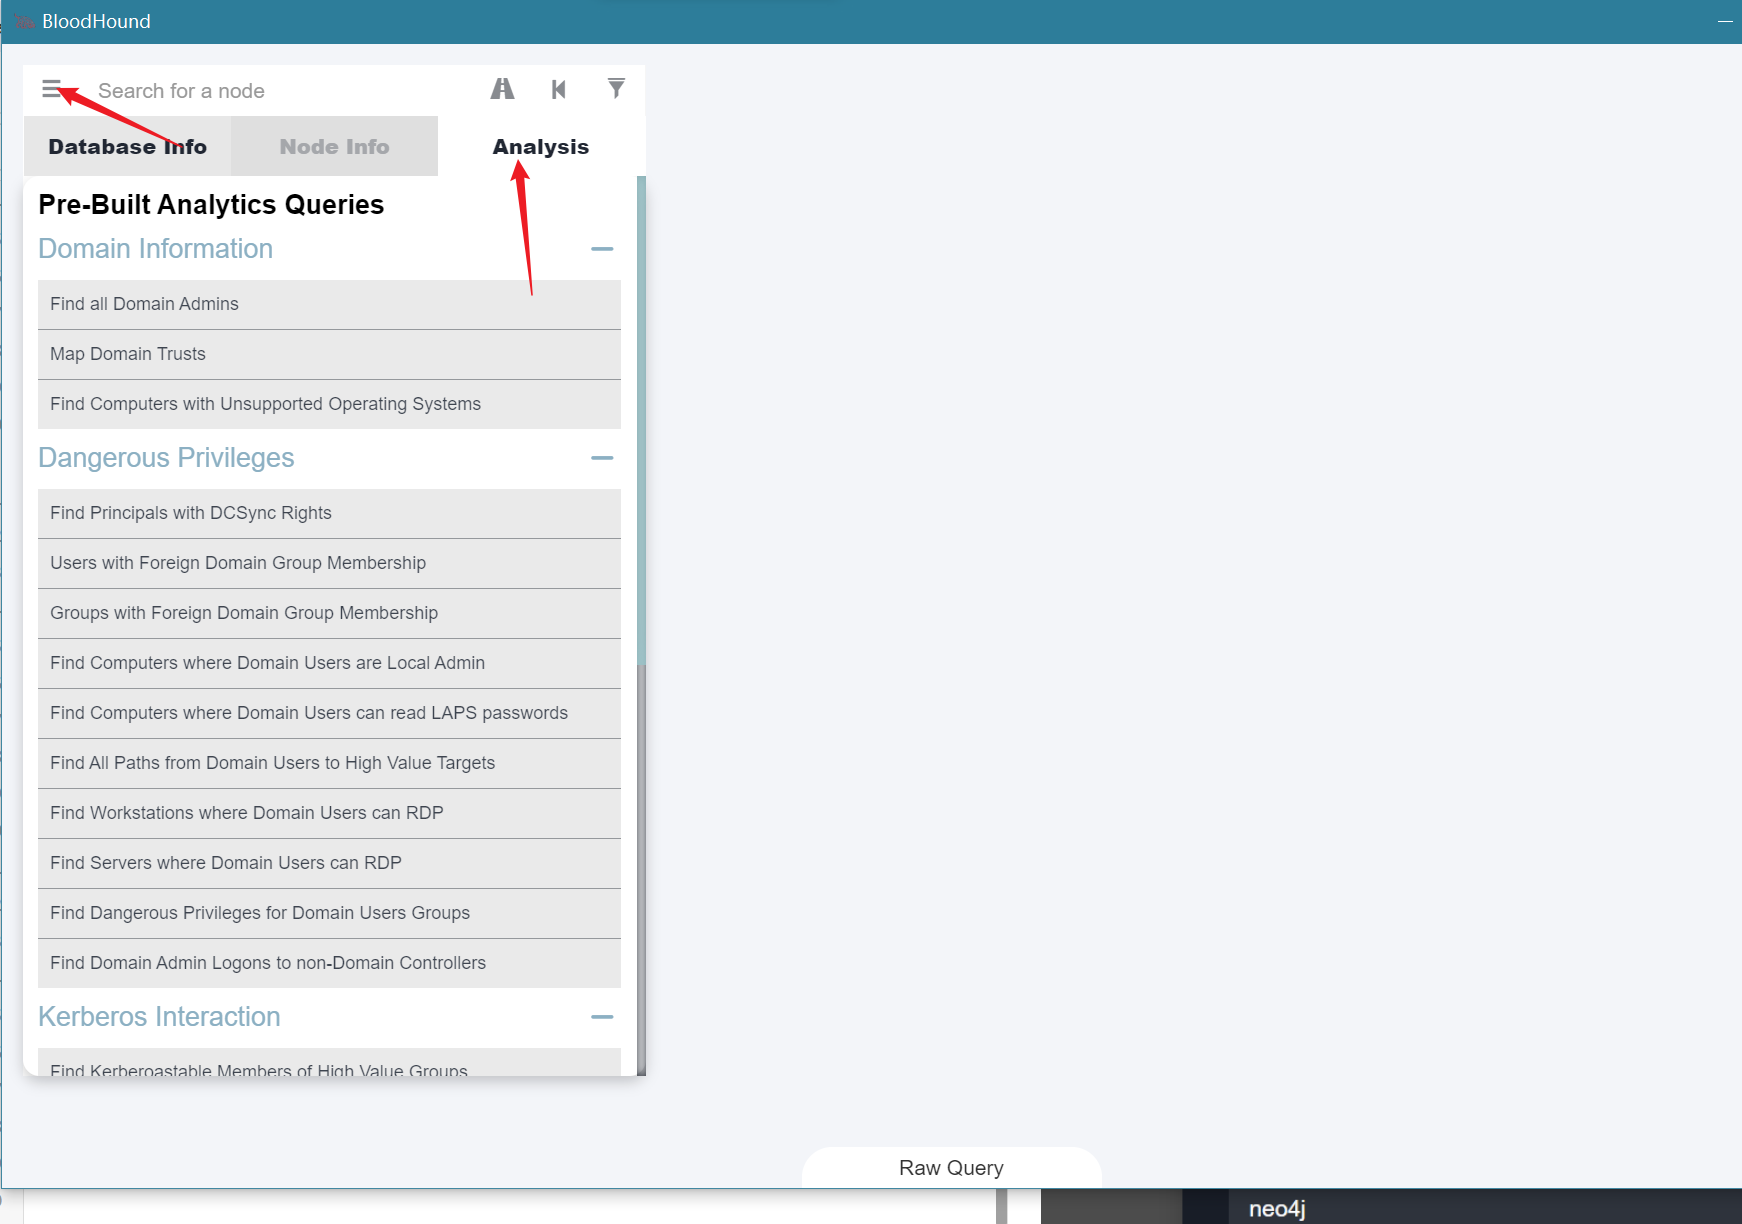 BloodHound
Search for a node
Database Info
Node Info
Analysis
Pre-Built Analytics Queries
Domain Information
Find all Domain Admins
Map Domain Trusts
Find Computers with Unsupported Operating Systems
Dangerous Privileges
Find Principals with DCSync Rights
Users with Foreign Domain Group Membership
Groups with Foreign Domain Group Membership
Find Computers where Domain Users are Local Admin
Find Computers where Domain Users can read LAPS passwords
Find All Paths from Domain Users to High Value Targets
Find Workstations where Domain Users can RDP
Find Servers where Domain Users can RDP
Find Dangerous Privileges for Domain Users Groups
Find Domain Admin Logons to non-Domain Controllers
Kerberos Interaction
Find Kerberoastable Members of High Value Groups
Raw Query
neo4j